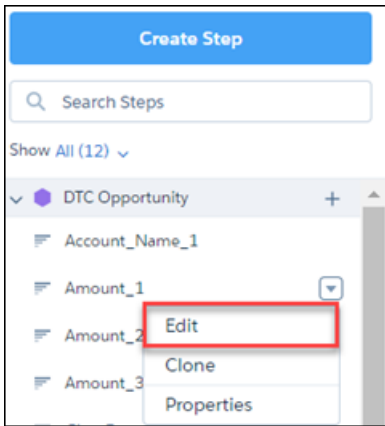 Create Step
Search Steps
Show All (12)
DTC Opportunity
Account_Name_1
Amount_1
Edit
Amount_2
Clone
Amount_3
Properties